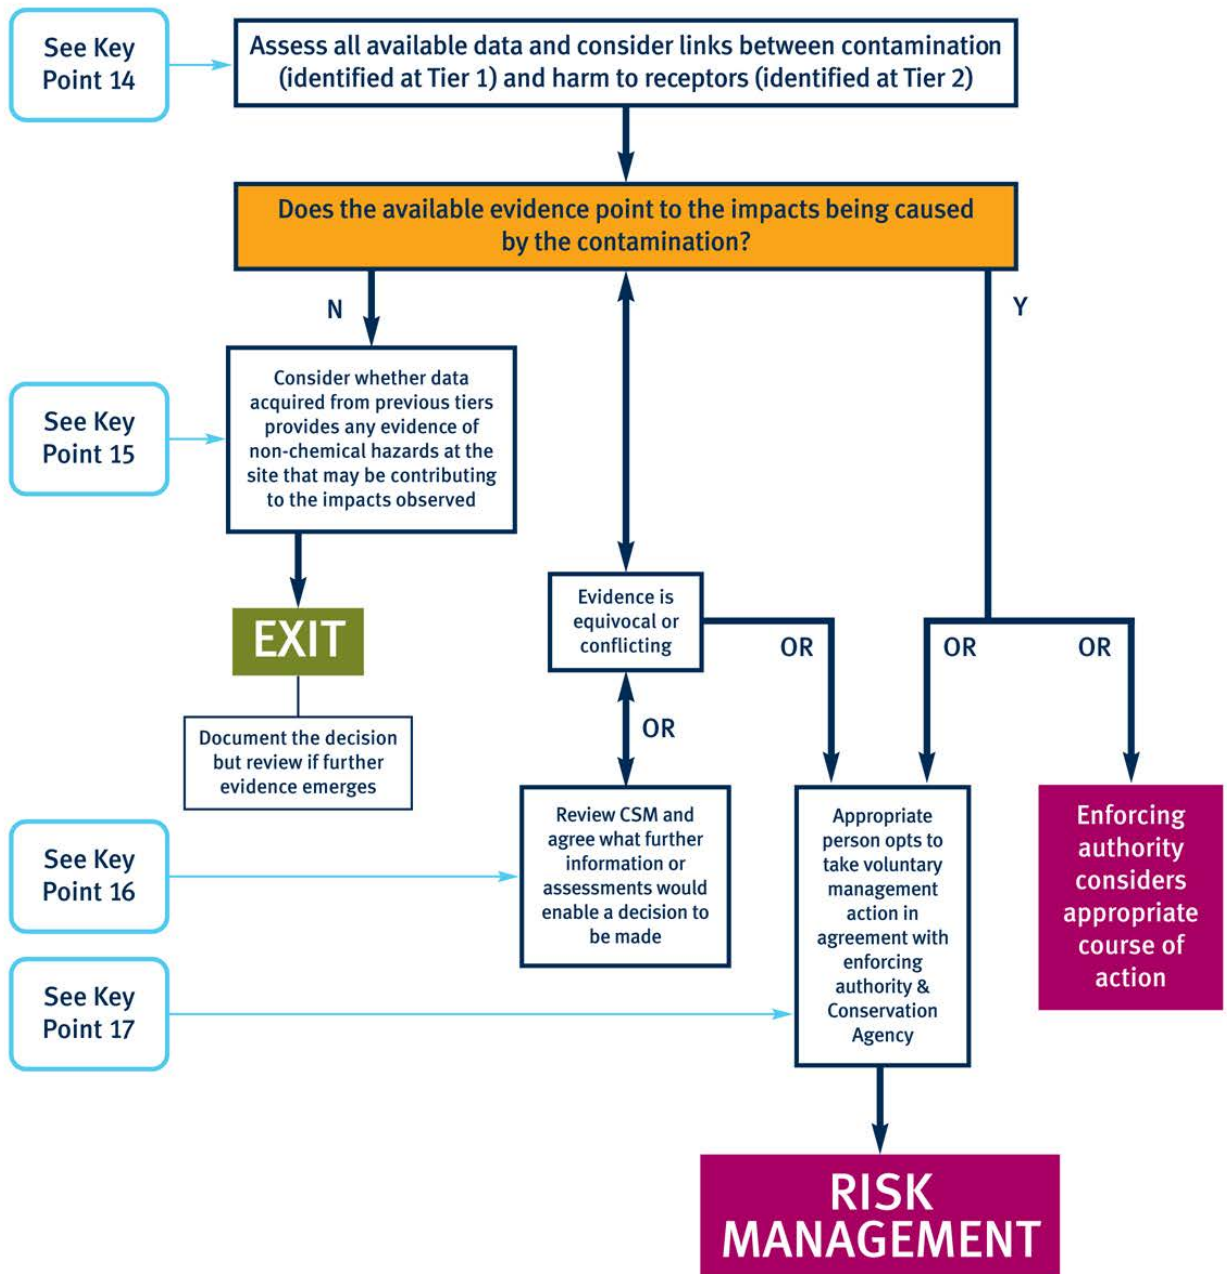 See Key
Point 14
Assess all available data and consider links between contamination
(identified at Tier 1) and harm to receptors (identified at Tier 2)
Does the available evidence point to the impacts being caused
by the contamination?
N
Y
See Key
Point 15
Consider whether data
acquired from previous tiers
provides any evidence of
non-chemical hazards at the
site that may be contributing
to the impacts observed
EXIT
Document the decision
but review if further
evidence emerges
Evidence is
equivocal or
conflicting
OR
OR
OR
OR
See Key
Point 16
Review CSM and
agree what further
information or
assessments would
enable a decision to
be made
See Key
Point 17
Appropriate
person opts to
take voluntary
management
action in
agreement with
enforcing
authority &
Conservation
Agency
Enforcing
authority
considers
appropriate
course of
action
RISK
MANAGEMENT